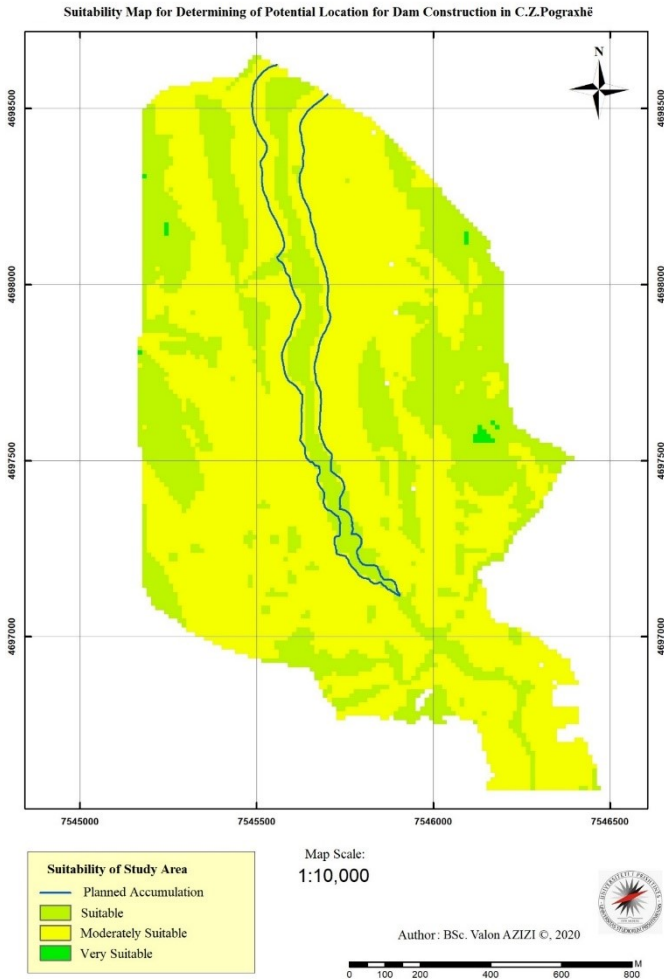 Suitability Map for Determining of Potential Location for Dam Construction in C.Z.Pograxhë
N
4698500
4698500
4698000
4698000
4697500
4697500
4697000
4697000
7545000
7545500
7546000
7546500
Suitability of Study Area
Planned Accumulation
Suitable
Moderately Suitable
Very Suitable
Map Scale:
1:10,000
Author: BSc. Valon AZIZI ©, 2020
M
0 100 200 400 600 800